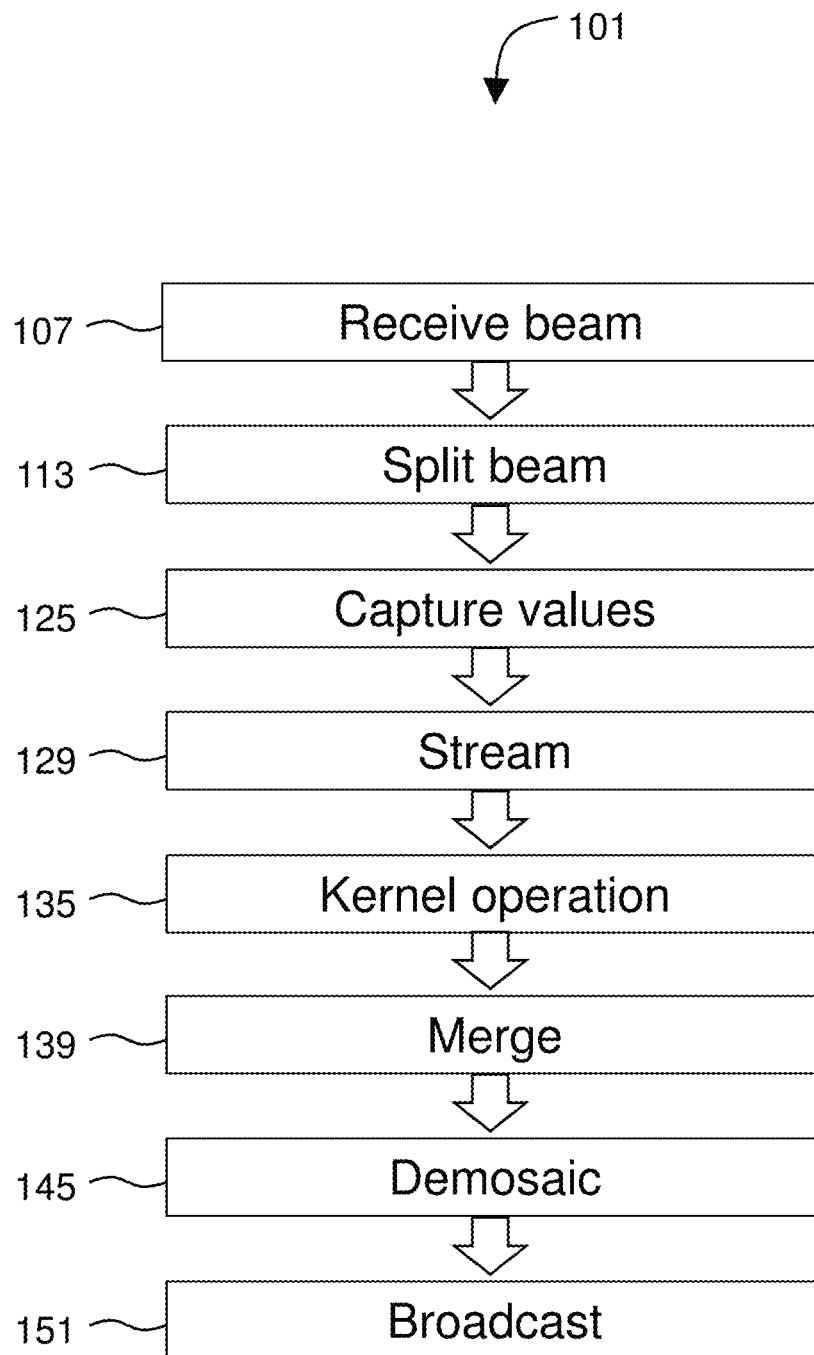 101
107 Receive beam
113 Split beam
125 Capture values
129 Stream
135 Kernel operation
139 Merge
145 Demosaic
151 Broadcast